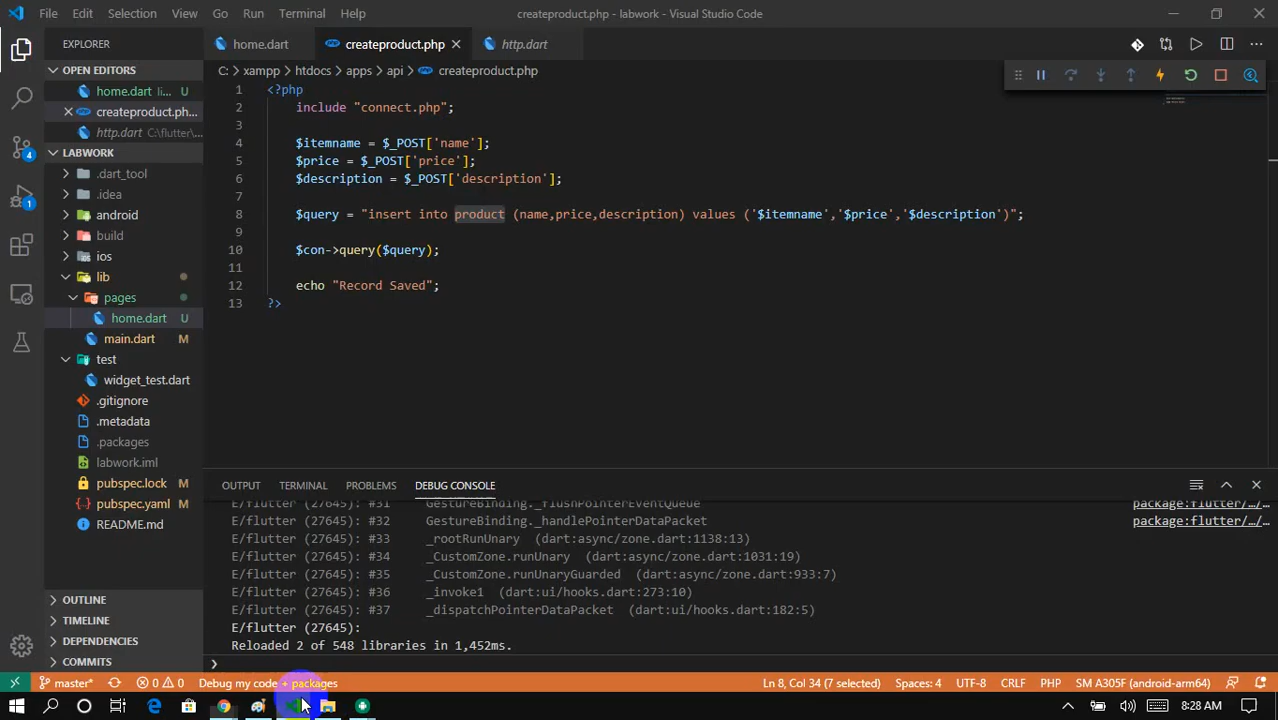 File Edit Selection View Go Run Terminal Help createproduct.php - labwork - Visual Studio Code
EXPLORER
home.dart createproduct.php http.dart
OPEN EDITORS
home.dart li... U
createproduct.ph...
http.dart C:\flutter\...
LABWORK
.dart_tool
.idea
android
build
ios
lib
pages
home.dart U
main.dart M
test
widget_test.dart
.gitignore
.metadata
.packages
labwork.iml
pubspec.lock M
pubspec.yaml M
README.md
OUTLINE
TIMELINE
DEPENDENCIES
COMMITS
4
1
C: > xampp > htdocs > apps > api > createproduct.php
1 <?php
2 include "connect.php";
3
4 $itemname = $_POST['name'];
5 $price = $_POST['price'];
6 $description = $_POST['description'];
7
8 $query = "insert into product (name,price,description) values ('$itemname','$price','$description')";
9
10 $con->query($query);
11
12 echo "Record Saved";
13 ?>
OUTPUT TERMINAL PROBLEMS DEBUG CONSOLE
E/flutter (27645): #31 GestureBinding._flushPointerEventQueue package:flutter/…/
E/flutter (27645): #32 GestureBinding._handlePointerDataPacket package:flutter/…/
E/flutter (27645): #33 _rootRunUnary (dart:async/zone.dart:1138:13)
E/flutter (27645): #34 _CustomZone.runUnary (dart:async/zone.dart:1031:19)
E/flutter (27645): #35 _CustomZone.runUnaryGuarded (dart:async/zone.dart:933:7)
E/flutter (27645): #36 _invoke1 (dart:ui/hooks.dart:273:10)
E/flutter (27645): #37 _dispatchPointerDataPacket (dart:ui/hooks.dart:182:5)
E/flutter (27645):
Reloaded 2 of 548 libraries in 1,452ms.
master* 0 0 Debug my code + packages Ln 8, Col 34 (7 selected) Spaces: 4 UTF-8 CRLF PHP SM A305F (android-arm64)
8:28 AM